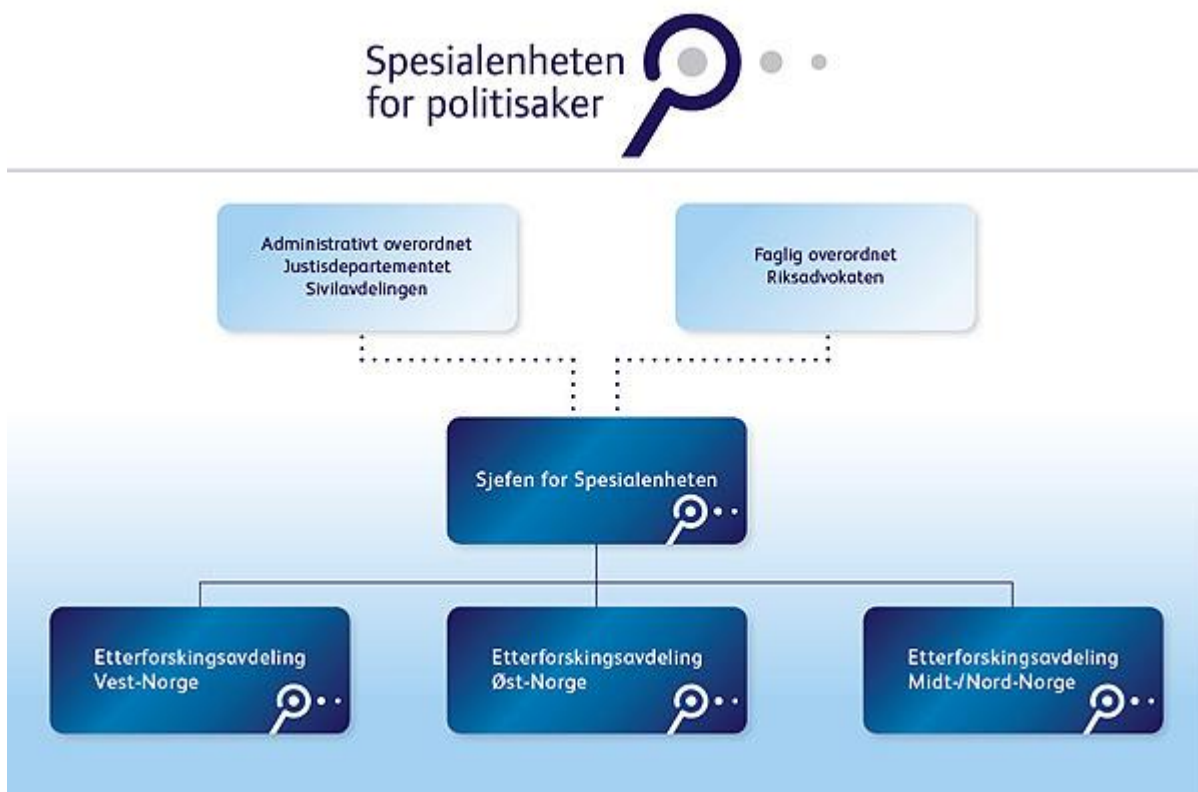 Spesialenheten
for politisaker
Administrativt overordnet
Justisdepartementet
Sivilavdelingen
Faglig overordnet
Riksadvokaten
Sjefen for Spesialenheten
Etterforskingsavdeling
Vest-Norge
Etterforskingsavdeling
Øst-Norge
Etterforskingsavdeling
Midt-/Nord-Norge